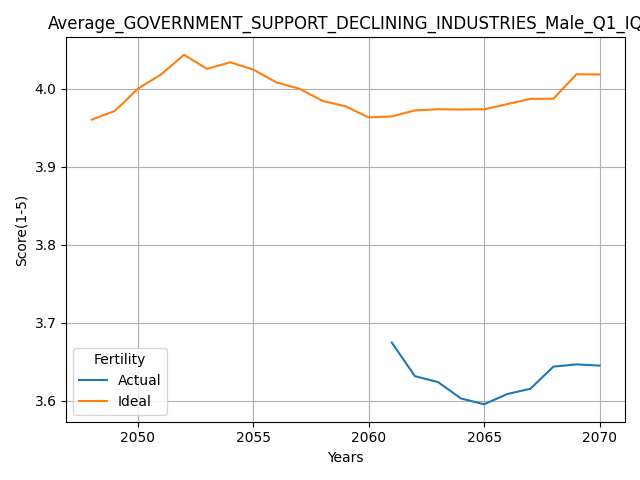 Average_GOVERNMENT_SUPPORT_DECLINING_INDUSTRIES_Male_Q1_IQ
Score(1-5)
4.0
3.9
3.8
3.7
3.6
Fertility
Actual
Ideal
2050
2055
2060
2065
2070
Years